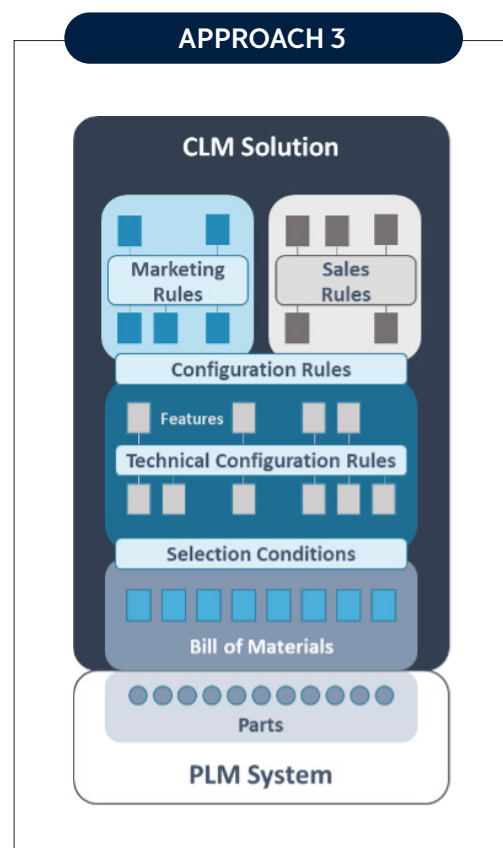 APPROACH 3
CLM Solution
Marketing
Rules
Sales
Rules
Configuration Rules
Features
Technical Configuration Rules
Selection Conditions
Bill of Materials
Parts
PLM System